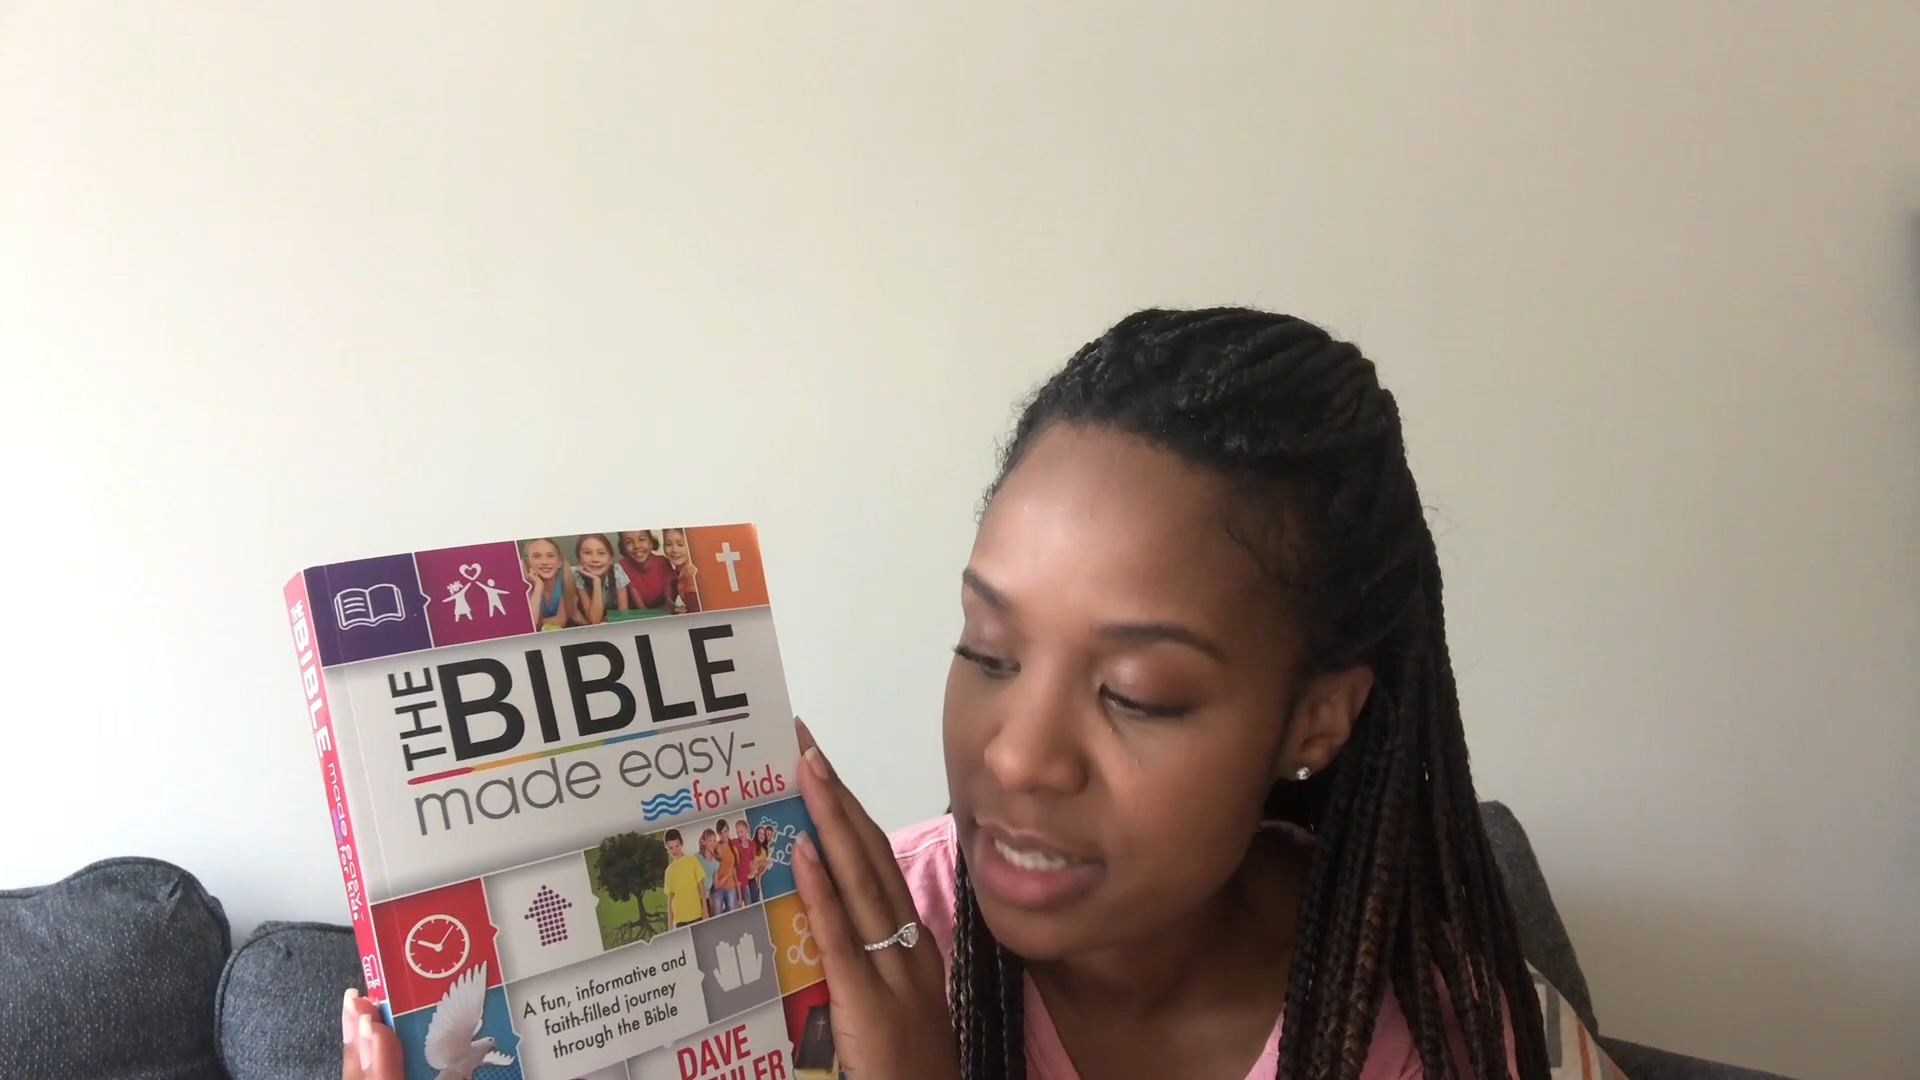 THE BIBLE
made easy-
for kids
A fun, informative and
faith-filled journey
through the Bible
DAVE
THE BIBLE made easy- for kids